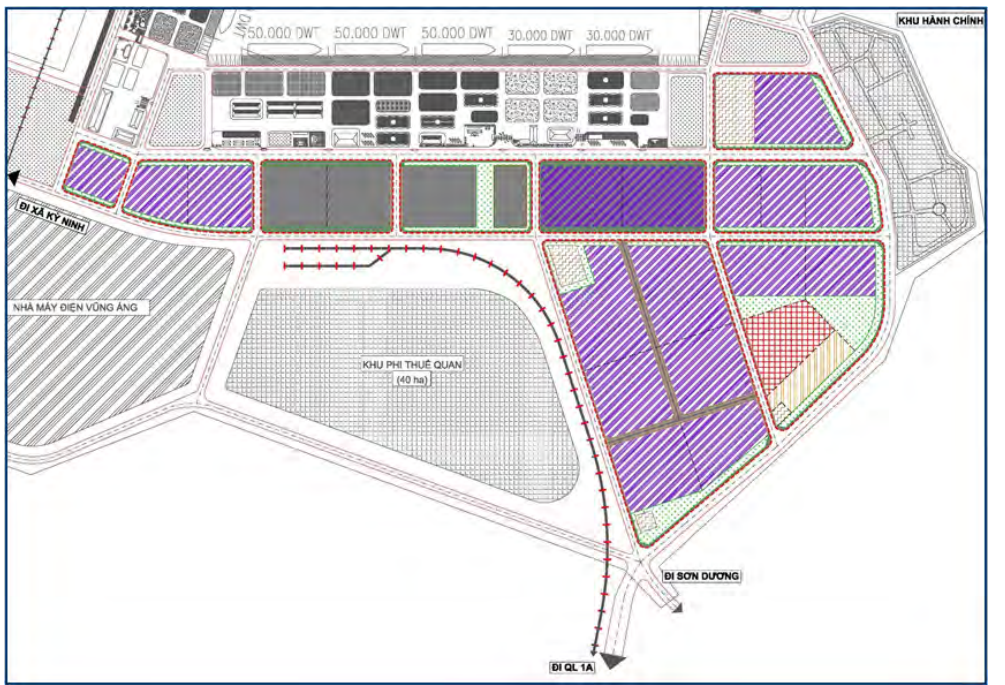 KHU HÀNH CHÍNH
DWT
50.000 DWT
50.000 DWT
50.000 DWT
30.000 DWT
30.000 DWT
ĐI XÃ KỲ NINH
NHÀ MÁY ĐIỆN VŨNG ÁNG
KHU PHI THUẾ QUAN
(40 ha)
ĐI SƠN DƯƠNG
ĐI QL 1A